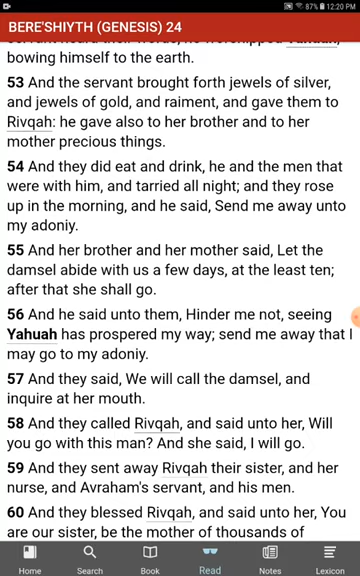 87% 12:20 PM
BERE'SHIYTH (GENESIS) 24
servant heard their words, he worshipped Yahuah,
bowing himself to the earth.
53 And the servant brought forth jewels of silver,
and jewels of gold, and raiment, and gave them to
Rivqah: he gave also to her brother and to her
mother precious things.
54 And they did eat and drink, he and the men that
were with him, and tarried all night; and they rose
up in the morning, and he said, Send me away unto
my adoniy.
55 And her brother and her mother said, Let the
damsel abide with us a few days, at the least ten;
after that she shall go.
56 And he said unto them, Hinder me not, seeing
Yahuah has prospered my way; send me away that I
may go to my adoniy.
57 And they said, We will call the damsel, and
inquire at her mouth.
58 And they called Rivqah, and said unto her, Will
you go with this man? And she said, I will go.
59 And they sent away Rivqah their sister, and her
nurse, and Avraham's servant, and his men.
60 And they blessed Rivqah, and said unto her, You
are our sister, be the mother of thousands of
Home Search Book Read Notes Lexicon